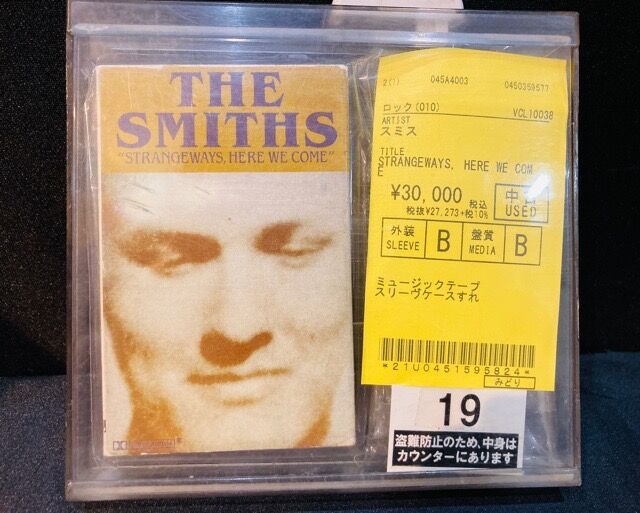 THE
SMITHS
"STRANGEWAYS, HERE WE COME"
045A4003 0450359577
ロック(010) VCL10038
ARTIST
スミス
TITLE
STRANGEWAYS, HERE WE COM
E
¥30,000 税込
税抜¥27,273+税10%
中古
USED
外装
SLEEVE
B
盤質
MEDIA
B
ミュージックテープ
スリーヴケースすれ
*21U0451595824*
みどり
19
盗難防止のため、中身は
カウンターにあります